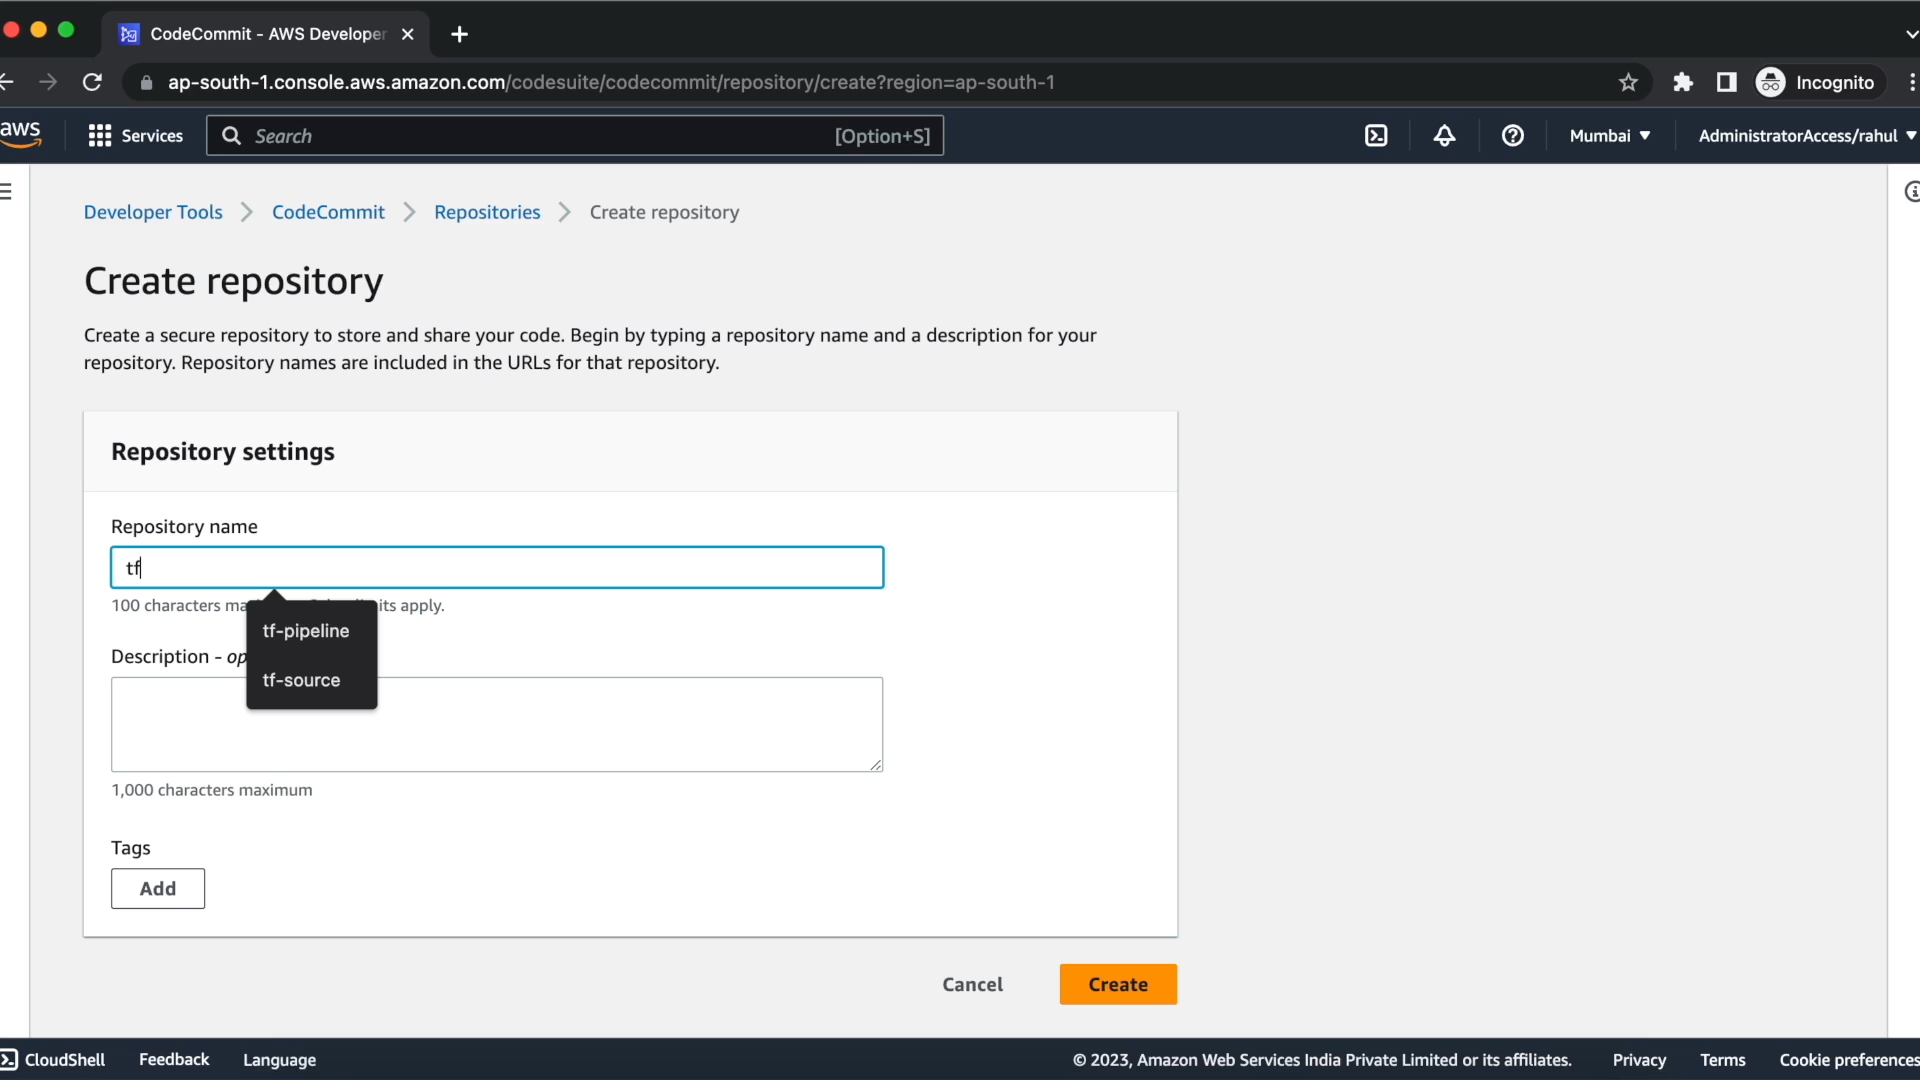 CodeCommit - AWS Developer
ap-south-1.console.aws.amazon.com/codesuite/codecommit/repository/create?region=ap-south-1
Incognito
aws
Services
Search
[Option+S]
Mumbai
AdministratorAccess/rahul
Developer Tools
CodeCommit
Repositories
Create repository
Create repository
Create a secure repository to store and share your code. Begin by typing a repository name and a description for your
repository. Repository names are included in the URLs for that repository.
Repository settings
Repository name
tf
100 characters its apply.
tf-pipeline
Description -
tf-source
1,000 characters maximum
Tags
Add
Cancel
Create
CloudShell
Feedback
Language
© 2023, Amazon Web Services India Private Limited or its affiliates.
Privacy
Terms
Cookie preferences